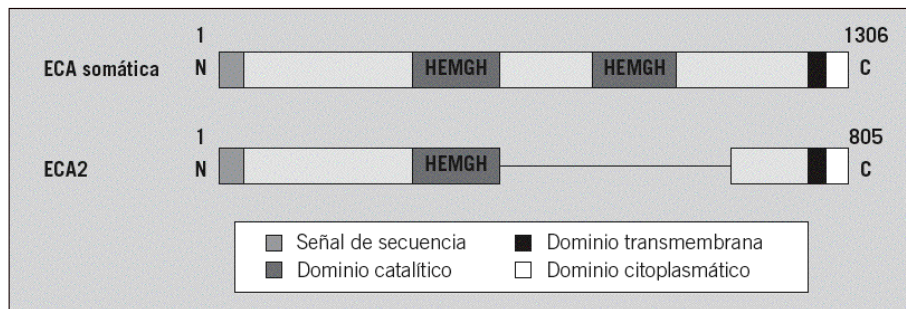 1 1306
ECA somática N HEMGH HEMGH C
1 805
ECA2 N HEMGH C
Señal de secuencia Dominio transmembrana
Dominio catalítico Dominio citoplasmático